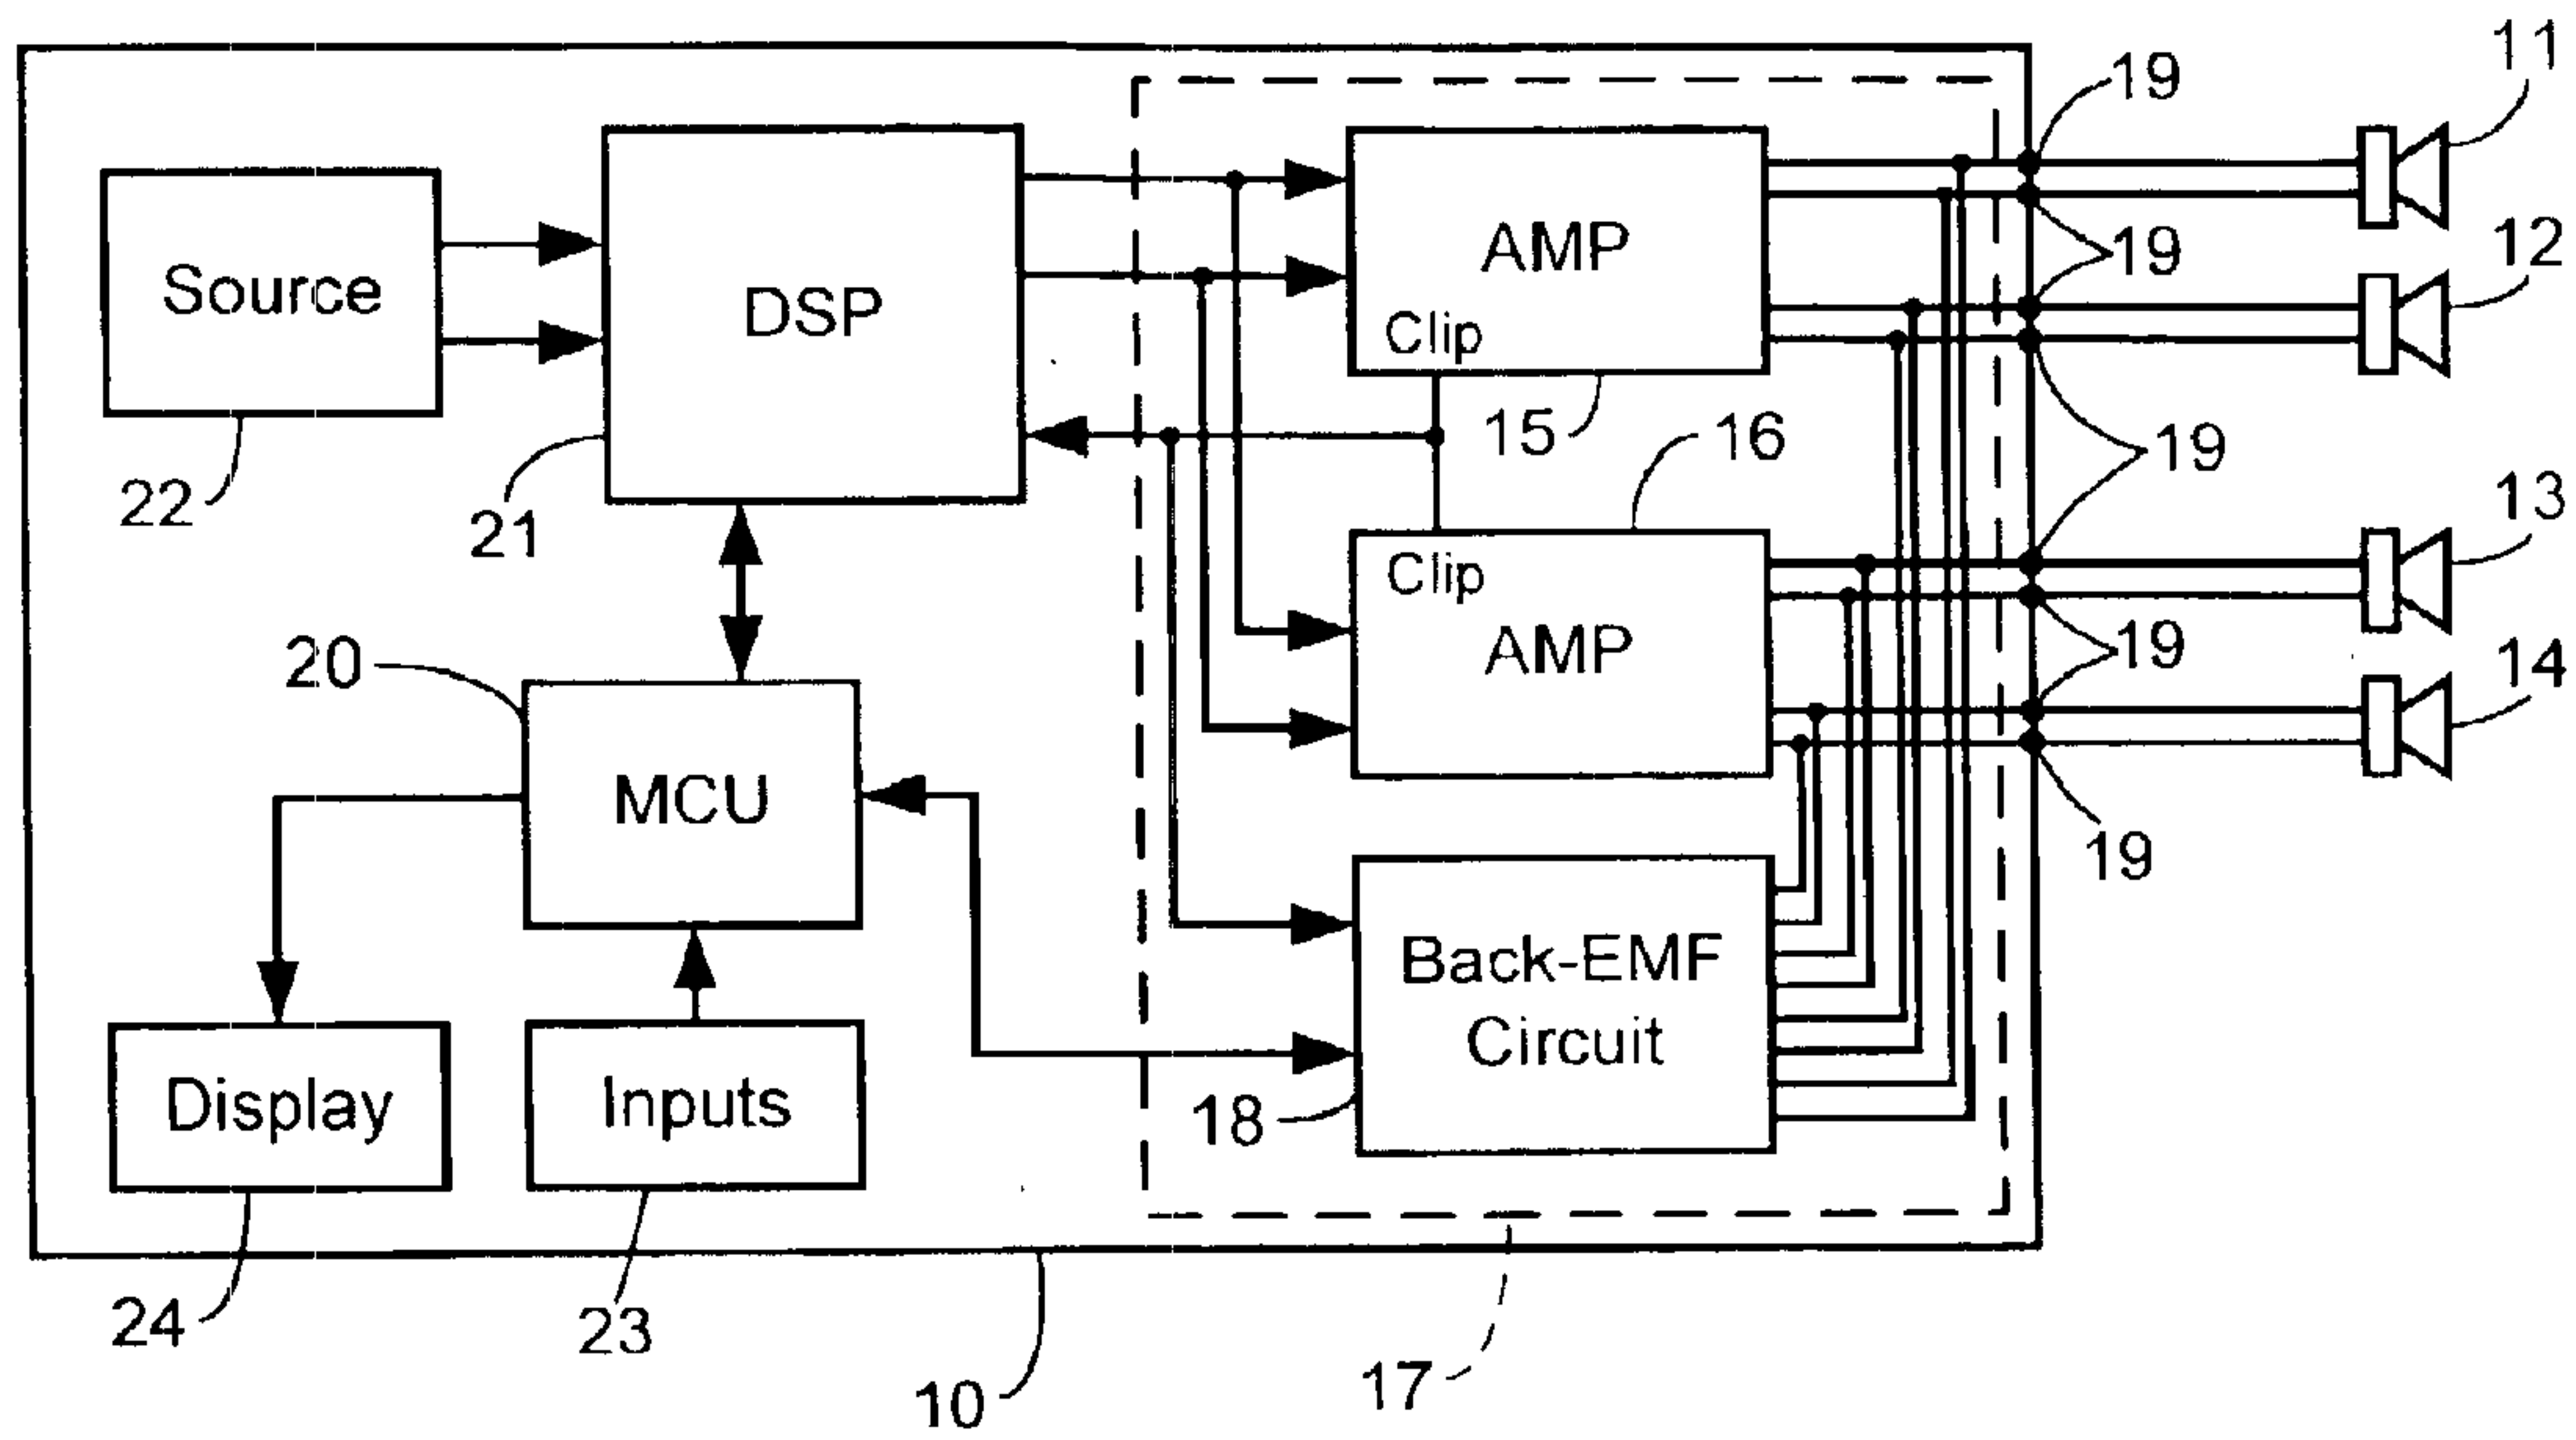 11
19
12
19
Source
DSP
AMP
Clip
15
16
19
13
22
21
Clip
AMP
19
14
20
MCU
19
Back-EMF
Circuit
18
Display
Inputs
24
23
10
17